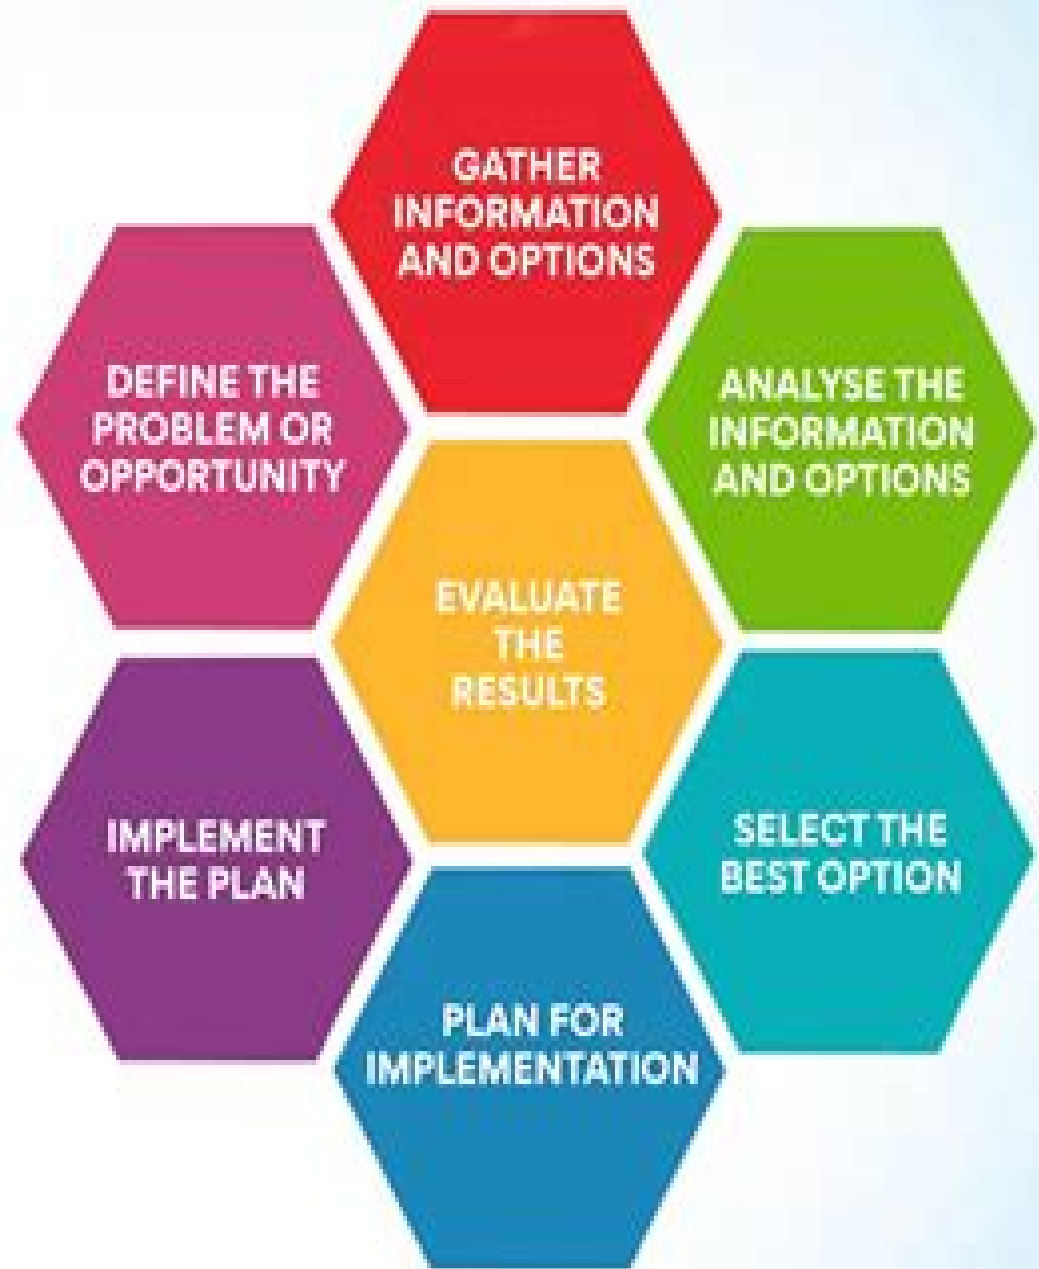 GATHER
INFORMATION
AND OPTIONS
DEFINE THE
PROBLEM OR
OPPORTUNITY
ANALYSE THE
INFORMATION
AND OPTIONS
EVALUATE
THE
RESULTS
IMPLEMENT
THE PLAN
SELECT THE
BEST OPTION
PLAN FOR
IMPLEMENTATION